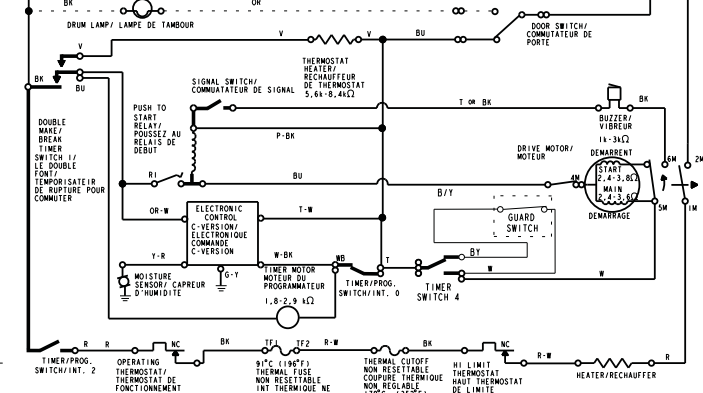 BK
OR
DRUM LAMP/ LAMPE DE TAMBOUR
DOOR SWITCH/
COMMUTATEUR DE
PORTE
V
V
V
BU
THERMOSTAT
HEATER/
RECHAUFFEUR
DE THERMOSTAT
5,6k-8,4kΩ
BK
BU
SIGNAL SWITCH/
COMMUATATEUR DE SIGNAL
T OR BK
BK
BUZZER/
VIBREUR
1k-3kΩ
PUSH TO
START
RELAY/
POUSSEZ AU
RELAIS DE
DEBUT
P-BK
DOUBLE
MAKE/
BREAK
TIMER
SWITCH 1/
LE DOUBLE
FONT/
TEMPORISATEIR
DE RUPTURE POUR
COMMUTER
DRIVE MOTOR/
MOTEUR
DEMARRENT
START
2,4-3,8Ω
MAIN
2,4-3,6Ω
DEMARRAGE
4M
6M
2M
5M
1M
R1
BU
B/Y
OR-W
ELECTRONIC
CONTROL
C-VERSION/
ELECTRONIQUE
COMMANDE
C-VERSION
T-W
GUARD
SWITCH
Y-R
G-Y
W-BK
WB
T
BY
W
W
MOISTURE
SENSOR/ CAPREUR
D'HUMIDITE
TIMER MOTOR
MOTEUR DU
PROGRAMMATEUR
1,8-2,9 kΩ
TIMER/PROG.
SWITCH/INT. 0
TIMER
SWITCH 4
R
R
NC
BK
TF1
TF2
R-W
BK
NC
R-W
R
TIMER/PROG.
SWITCH/INT. 2
OPERATING
THERMOSTAT/
THERMOSTAT DE
FONCTIONNEMENT
91°C (196°F)
THERMAL FUSE
NON RESETTABLE
INT THERMIQUE NE
THERMAL CUTOFF
NON RESETTABLE
COUPURE THERMIQUE
NON REGLABLE
HI LIMIT
THERMOSTAT
HAUT THERMOSTAT
DE LIMITE
HEATER/RECHAUFFER